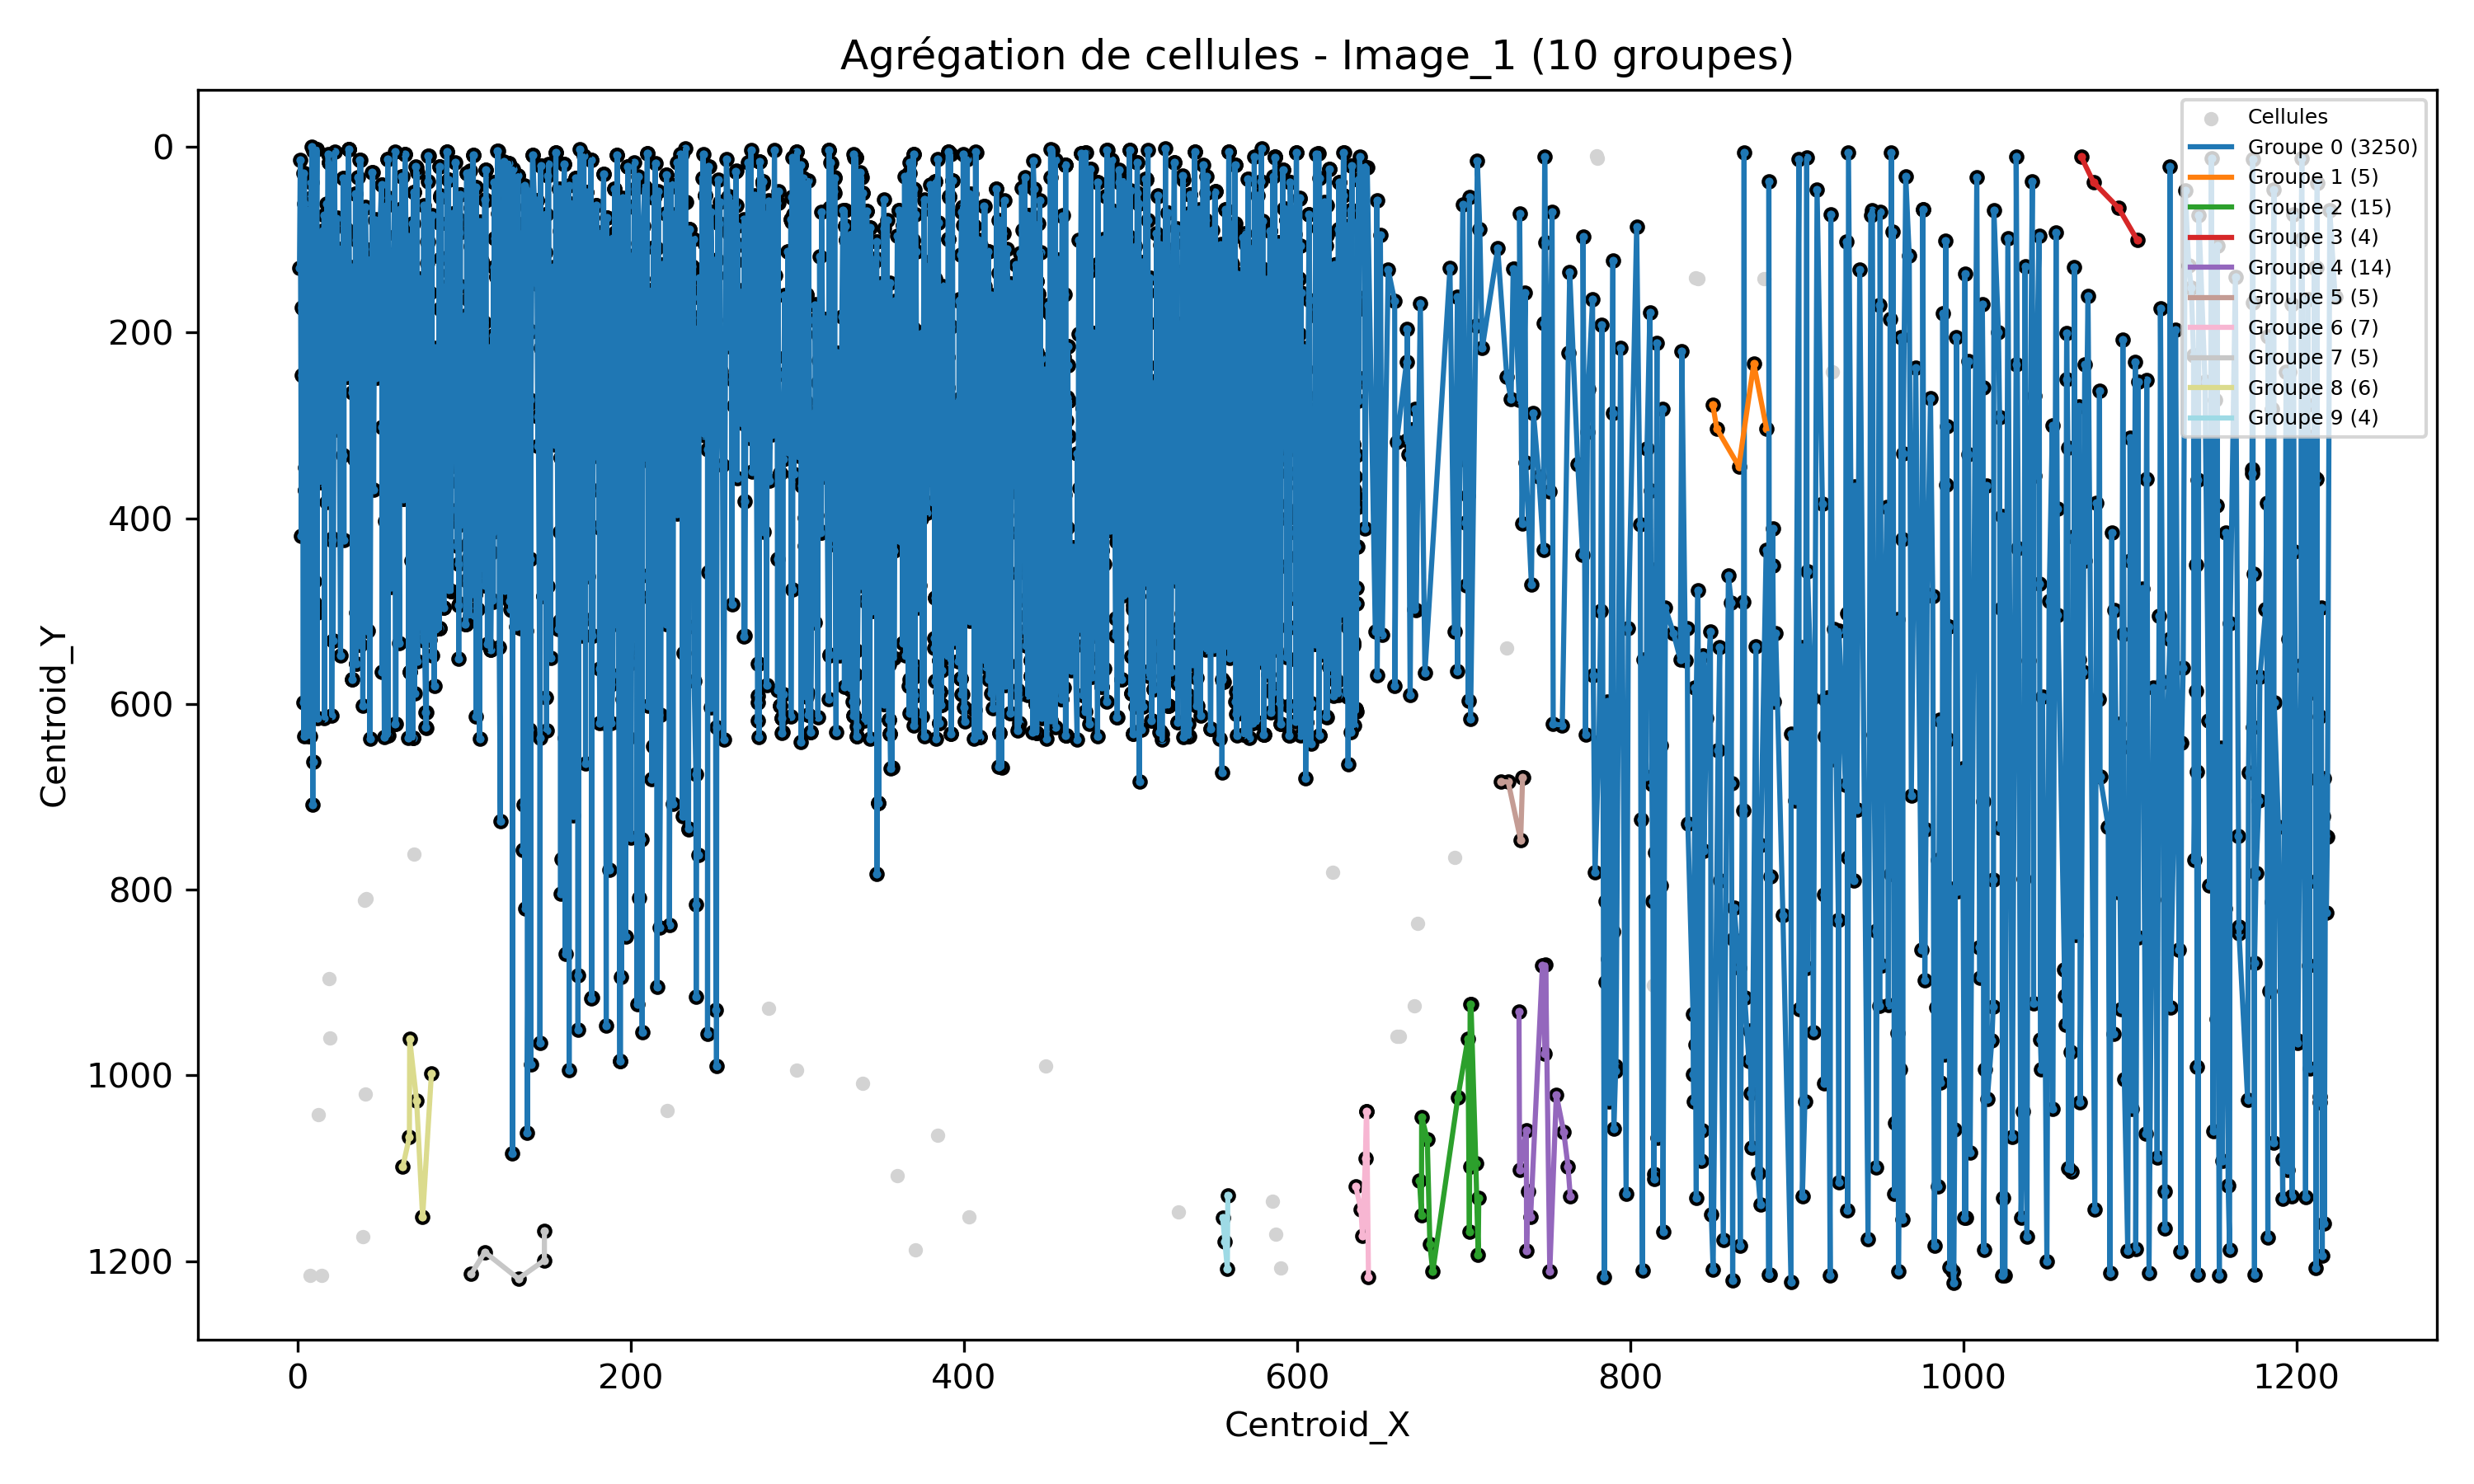 Agrégation de cellules - Image_1 (10 groupes)
Cellules
Groupe 0 (3250)
Groupe 1 (5)
Groupe 2 (15)
Groupe 3 (4)
Groupe 4 (14)
Groupe 5 (5)
Groupe 6 (7)
Groupe 7 (5)
Groupe 8 (6)
Groupe 9 (4)
Centroid_Y
0
200
400
600
800
1000
1200
0
200
400
600
800
1000
1200
Centroid_X